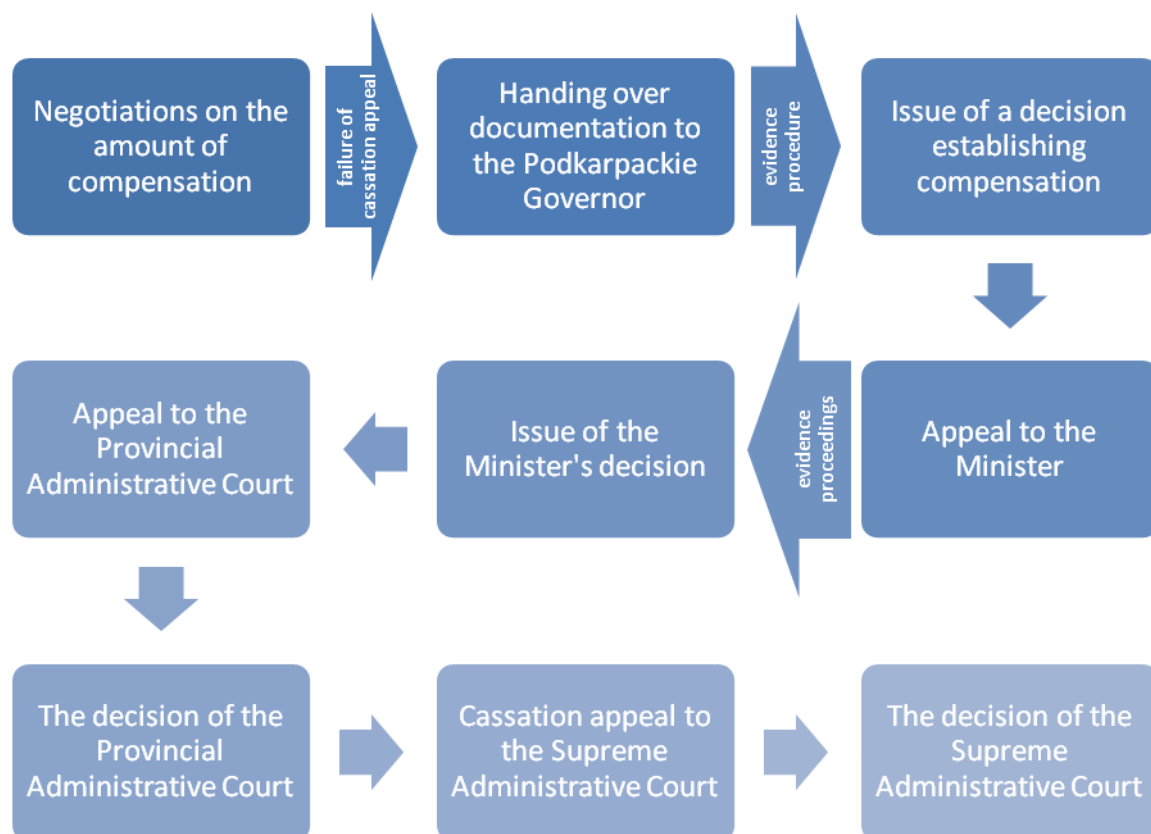 Negotiations on the
amount of
compensation
failure of
cassation appeal
Handing over
documentation to
the Podkarpackie
Governor
evidence
procedure
Issue of a decision
establishing
compensation
Appeal to the
Minister
evidence
proceedings
Issue of the
Minister's decision
Appeal to the
Provincial
Administrative Court
The decision of the
Provincial
Administrative Court
Cassation appeal to
the Supreme
Administrative Court
The decision of the
Supreme
Administrative Court